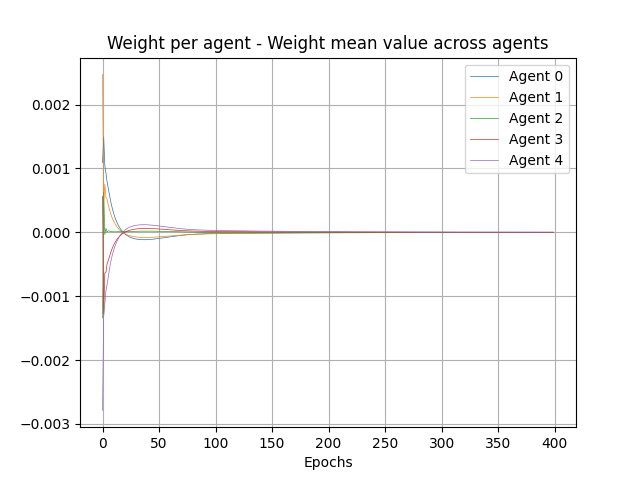 Weight per agent - Weight mean value across agents
Agent 0
Agent 1
Agent 2
Agent 3
Agent 4
0.002
0.001
0.000
−0.001
−0.002
−0.003
0 50 100 150 200 250 300 350 400
Epochs